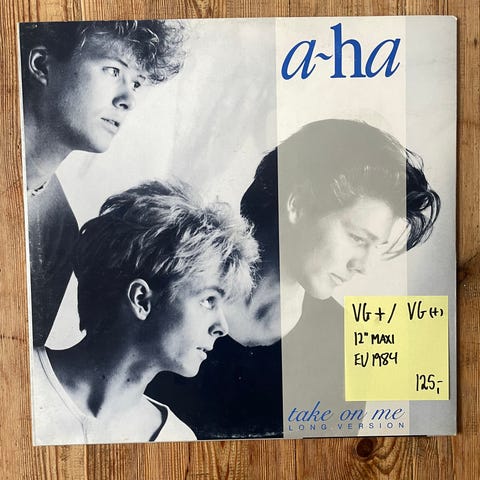 a-ha
VG+/ VG(+)
12" MAXI
EU 1984
125,-
take on me
LONG VERSION